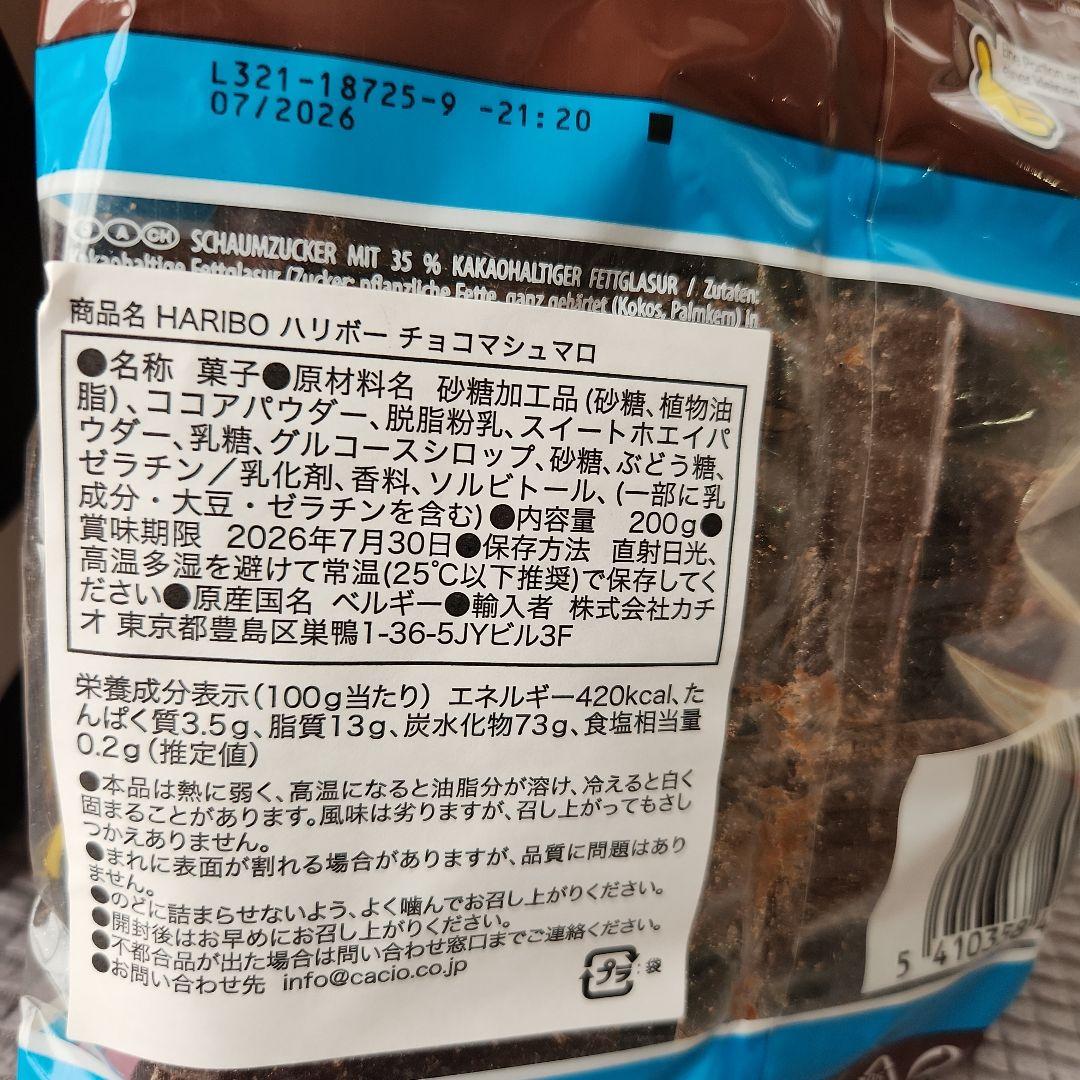 L321-18725-9 -21:20
07/2026
D A CH SCHAUMZUCKER MIT 35 % KAKAOHALTIGER FETTGLASUR / Zutaten:
Kakaohaltige Fettglasur (Zucker, pflanzliche Fette, ganz gehärtet (Kokos, Palmkern) in
商品名 HARIBO ハリボー チョコマシュマロ
●名称 菓子●原材料名 砂糖加工品(砂糖、植物油
脂)、ココアパウダー、脱脂粉乳、スイートホエイパ
ウダー、乳糖、グルコースシロップ、砂糖、ぶどう糖、
ゼラチン/乳化剤、香料、ソルビトール、(一部に乳
成分・大豆・ゼラチンを含む)●内容量 200g●
賞味期限 2026年7月30日●保存方法 直射日光、
高温多湿を避けて常温(25℃以下推奨)で保存してく
ださい●原産国名 ベルギー●輸入者 株式会社カチ
オ 東京都豊島区巣鴨1-36-5JYビル3F
栄養成分表示(100g当たり) エネルギー420kcal、た
んぱく質3.5g、脂質13g、炭水化物73g、食塩相当量
0.2g(推定値)
●本品は熱に弱く、高温になると油脂分が溶け、冷えると白く
固まることがあります。風味は劣りますが、召し上がってもさし
つかえありません。
●まれに表面が割れる場合がありますが、品質に問題はあり
ません。
●のどに詰まらせないよう、よく噛んでお召し上がりください。
●開封後はお早めにお召し上がりください。
●不都合品が出た場合は問い合わせ窓口までご連絡ください。
●お問い合わせ先 info@cacio.co.jp
プラ :袋
5 410358